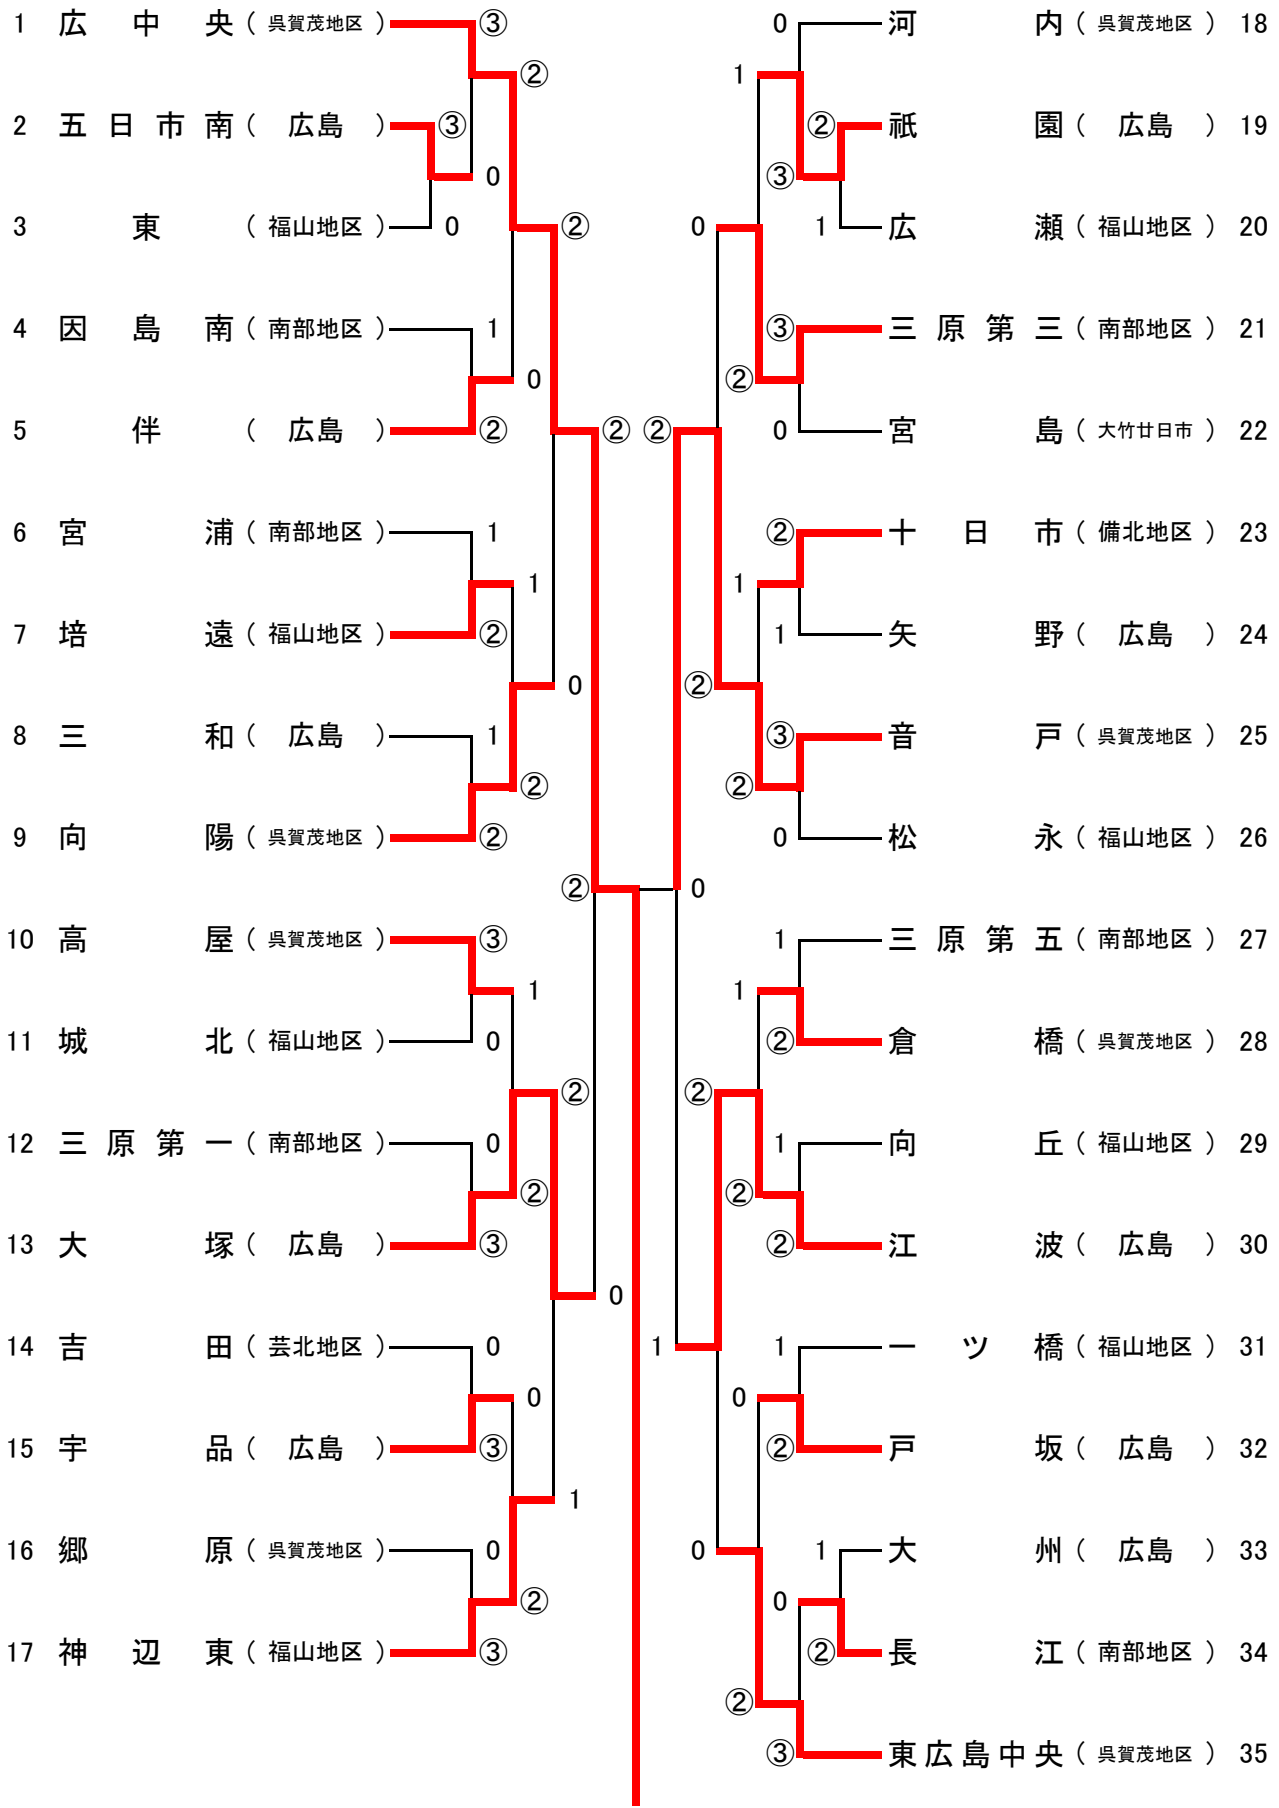 1 広中央 ( 呉賀茂地区 ) ③
②
2 五日市南 ( 広島 ) ③
0
3 東 ( 福山地区 ) 0
②
4 因島南 ( 南部地区 ) 1
0
5 伴 ( 広島 ) ②
②
6 宮浦 ( 南部地区 ) 1
1
7 培遠 ( 福山地区 ) ②
0
8 三和 ( 広島 ) 1
②
9 向陽 ( 呉賀茂地区 ) ②
②
10 高屋 ( 呉賀茂地区 ) ③
1
11 城北 ( 福山地区 ) 0
②
12 三原第一 ( 南部地区 ) 0
②
13 大塚 ( 広島 ) ③
0
14 吉田 ( 芸北地区 ) 0
0
15 宇品 ( 広島 ) ③
1
16 郷原 ( 呉賀茂地区 ) 0
②
17 神辺東 ( 福山地区 ) ③
0 河内 ( 呉賀茂地区 ) 18
1
② 祇園 ( 広島 ) 19
③
1 広瀬 ( 福山地区 ) 20
0
③ 三原第三 ( 南部地区 ) 21
②
0 宮島 ( 大竹廿日市 ) 22
②
② 十日市 ( 備北地区 ) 23
1
1 矢野 ( 広島 ) 24
②
③ 音戸 ( 呉賀茂地区 ) 25
②
0 松永 ( 福山地区 ) 26
0
1 三原第五 ( 南部地区 ) 27
1
② 倉橋 ( 呉賀茂地区 ) 28
②
1 向丘 ( 福山地区 ) 29
②
② 江波 ( 広島 ) 30
1
1 一ツ橋 ( 福山地区 ) 31
0
② 戸坂 ( 広島 ) 32
0
1 大州 ( 広島 ) 33
0
② 長江 ( 南部地区 ) 34
②
③ 東広島中央 ( 呉賀茂地区 ) 35